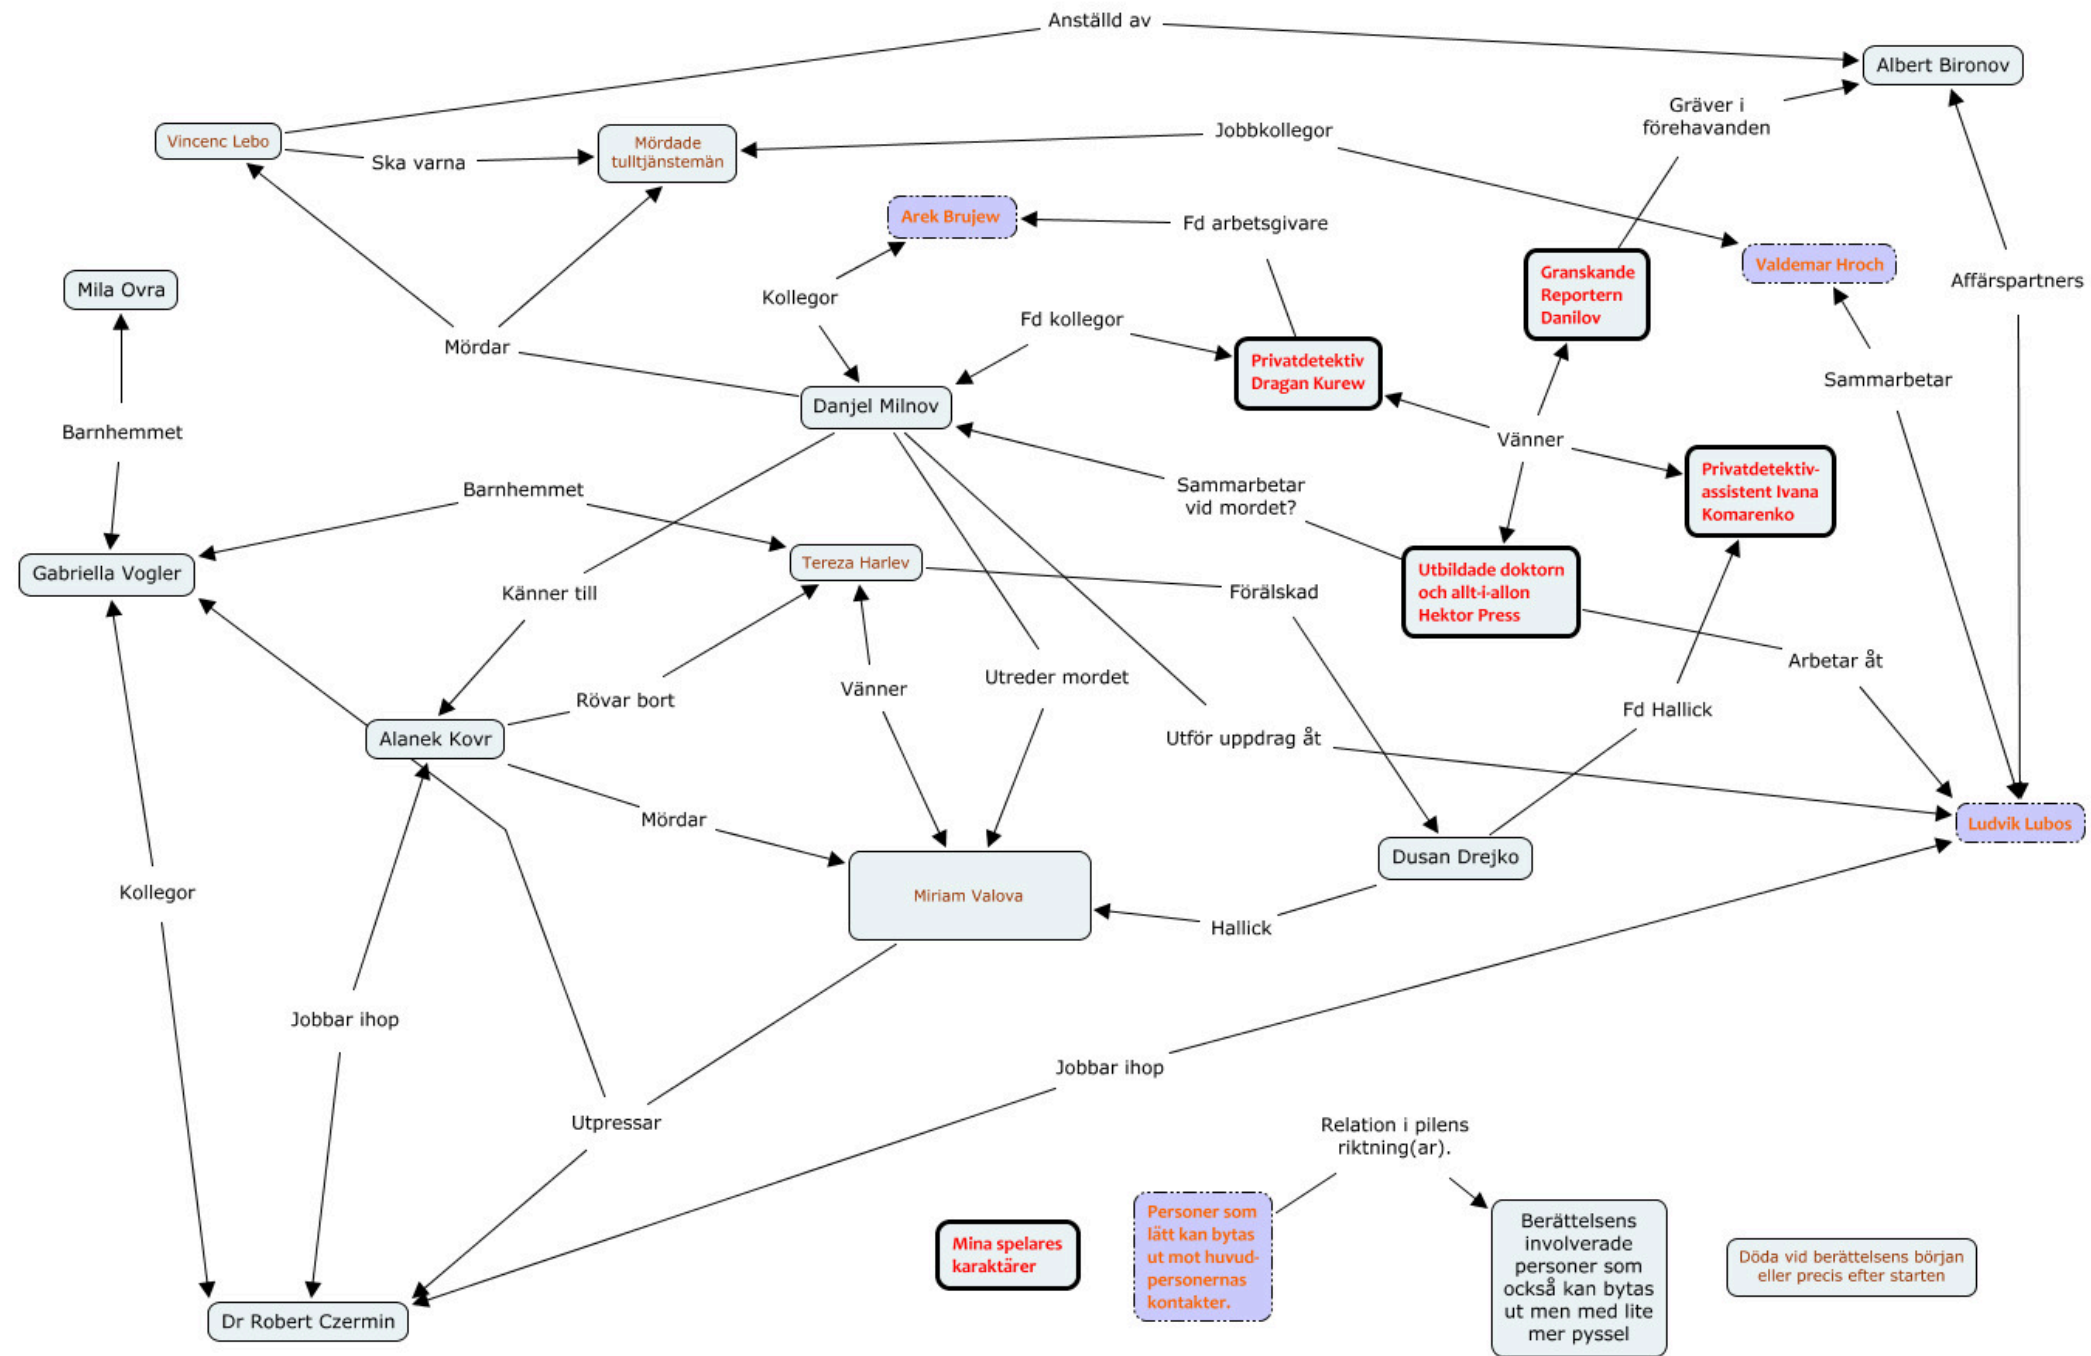 Anställd av
Albert Bironov
Gräver i
förehavanden
Vincenc Lebo
Ska varna
Mördade
tulltjänstemän
Jobbkollegor
Arek Brujew
Fd arbetsgivare
Granskande
Reportern
Danilov
Valdemar Hroch
Affärspartners
Mila Ovra
Kollegor
Fd kollegor
Mördar
Privatdetektiv
Dragan Kurew
Sammarbetar
Danjel Milnov
Barnhemmet
Vänner
Barnhemmet
Sammarbetar
vid mordet?
Privatdetektiv-
assistent Ivana
Komarenko
Gabriella Vogler
Tereza Harlev
Känner till
Förälskad
Utbildade doktorn
och allt-i-allon
Hektor Press
Arbetar åt
Rövar bort
Vänner
Utreder mordet
Fd Hallick
Alanek Kovr
Utför uppdrag åt
Mördar
Ludvik Lubos
Dusan Drejko
Kollegor
Miriam Valova
Hallick
Jobbar ihop
Jobbar ihop
Utpressar
Relation i pilens
riktning(ar).
Dr Robert Czermin
Mina spelares
karaktärer
Personer som
lätt kan bytas
ut mot huvud-
personernas
kontakter.
Berättelsens
involverade
personer som
också kan bytas
ut men med lite
mer pyssel
Döda vid berättelsens början
eller precis efter starten